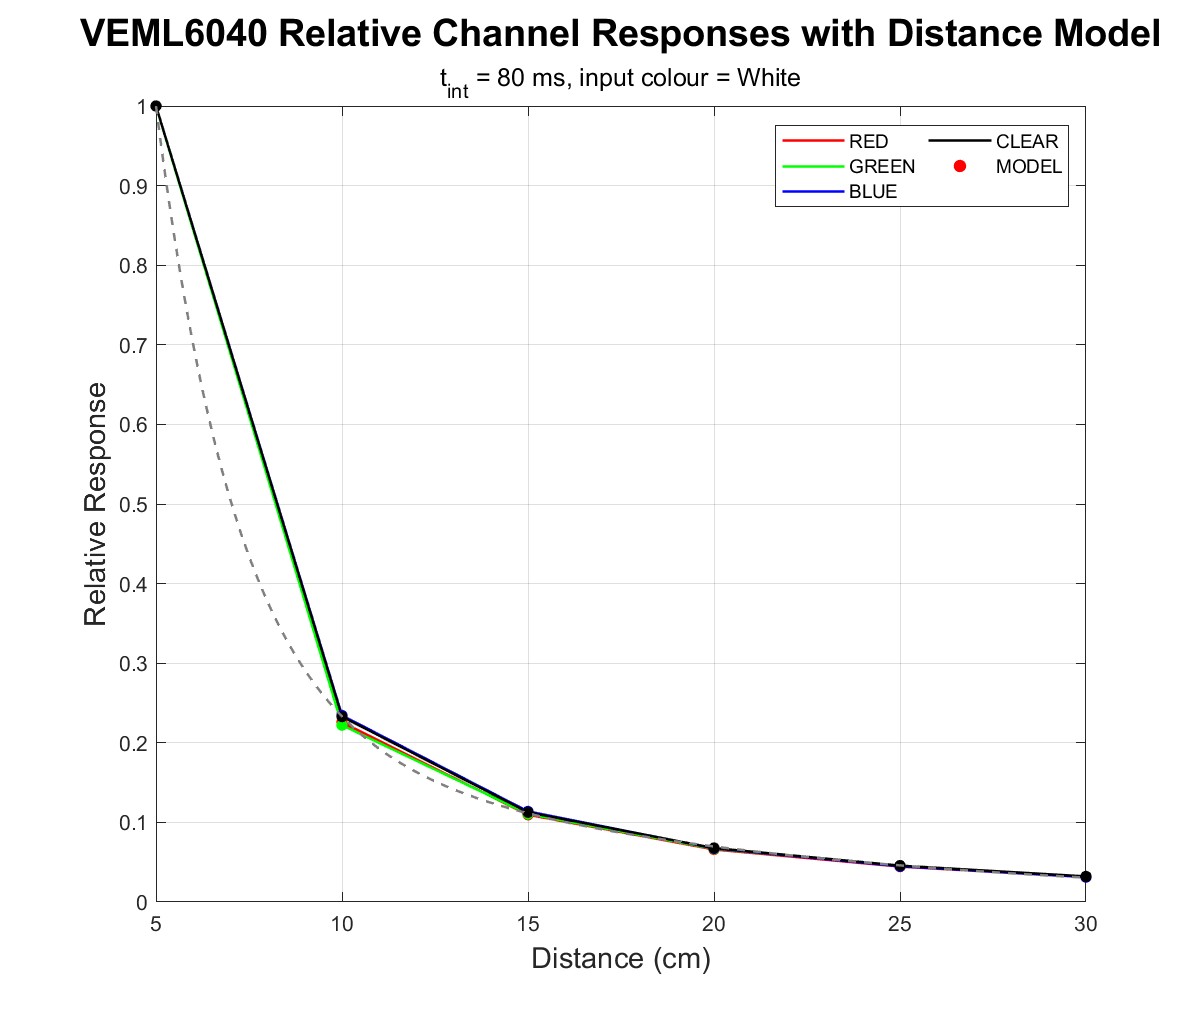 VEML6040 Relative Channel Responses with Distance Model
t_int = 80 ms, input colour = White
RED
GREEN
BLUE
CLEAR
MODEL
Relative Response
1
0.9
0.8
0.7
0.6
0.5
0.4
0.3
0.2
0.1
0
5 10 15 20 25 30
Distance (cm)